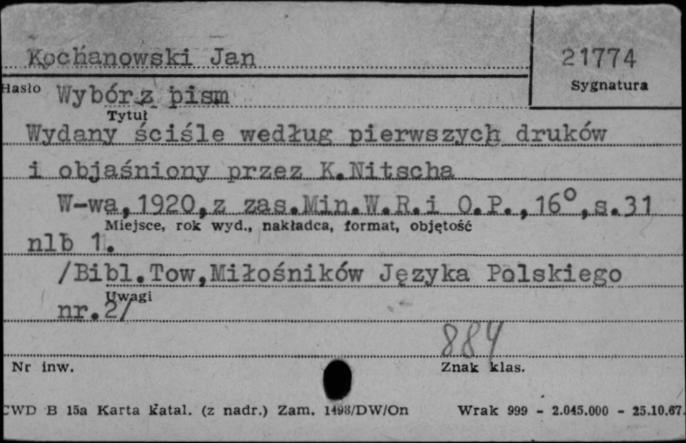 Kochanowski Jan
21774
Hasło
Sygnatura
Wybór z pism
Tytuł
Wydany ściśle według pierwszych druków
i objaśniony przez K.Nitscha
W-wa,1920,z zas.Min.W.R.i O.P.,16°,s.31
Miejsce, rok wyd., nakładca, format, objętość
nlb 1.
/Bibl.Tow,Miłośników Języka Polskiego
Uwagi
nr.2/
884
Nr inw.
Znak klas.
CWD B 15a Karta katal. (z nadr.) Zam. 1493/DW/On Wrak 999 - 2.045.000 - 25.10.67.